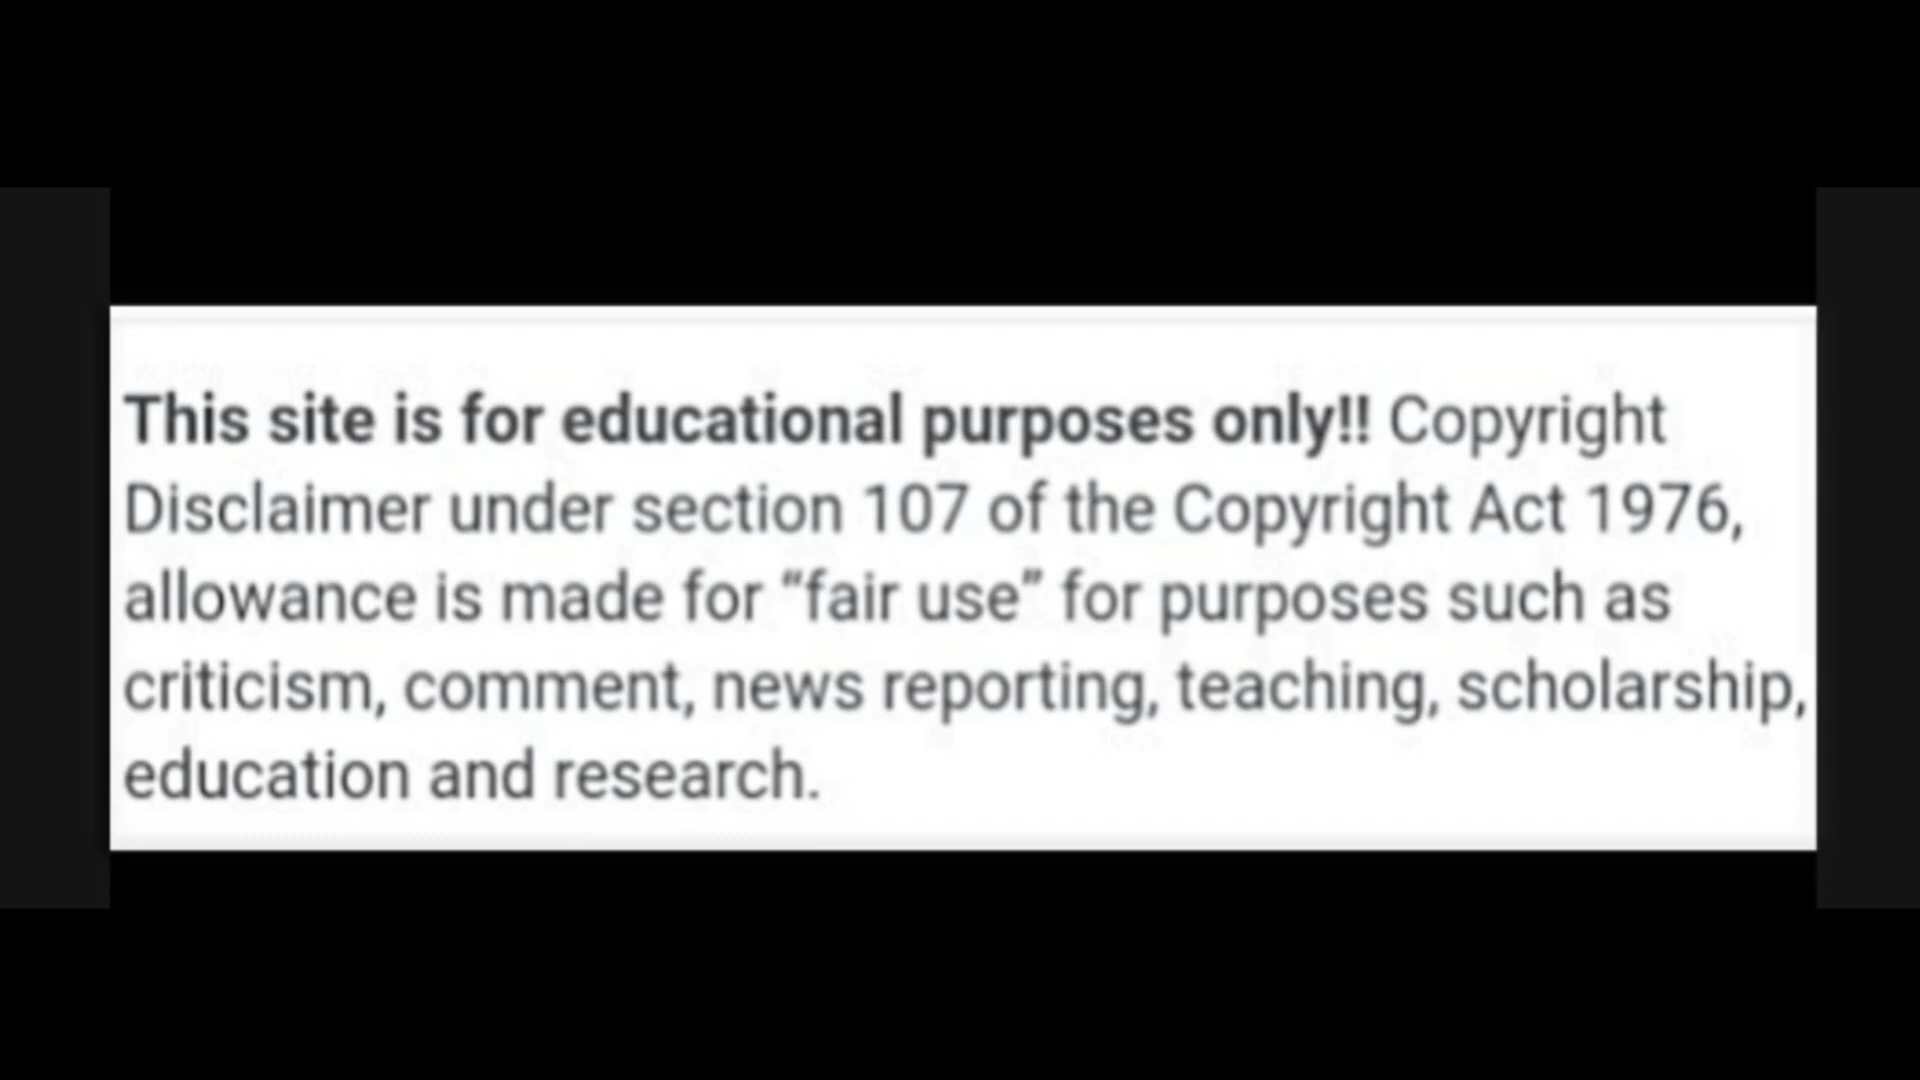 This site is for educational purposes only!! Copyright
Disclaimer under section 107 of the Copyright Act 1976,
allowance is made for “fair use” for purposes such as
criticism, comment, news reporting, teaching, scholarship,
education and research.